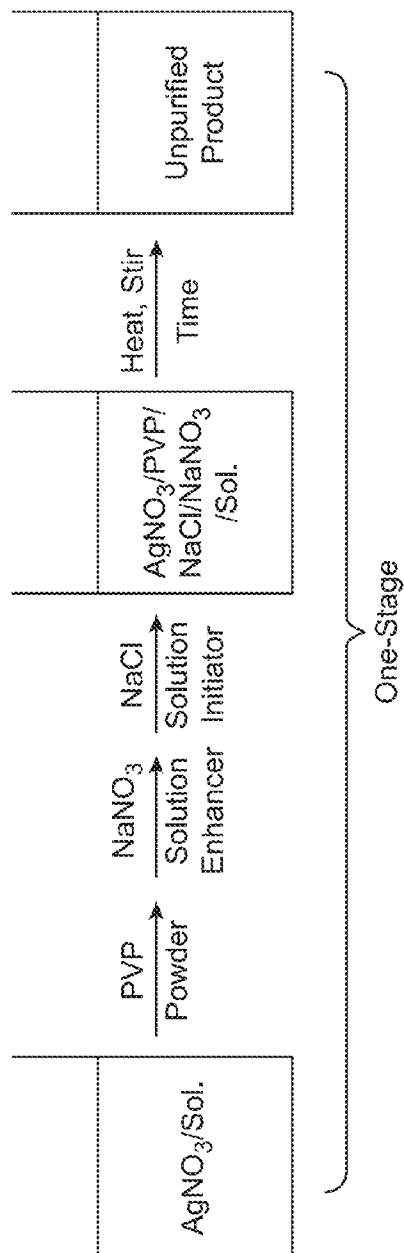 AgNO3/Sol.
PVP
Powder
NaNO3
Solution
Enhancer
NaCl
Solution
Initiator
AgNO3/PVP/
NaCl/NaNO3
/Sol.
Heat, Stir
Time
Unpurified
Product
One-Stage